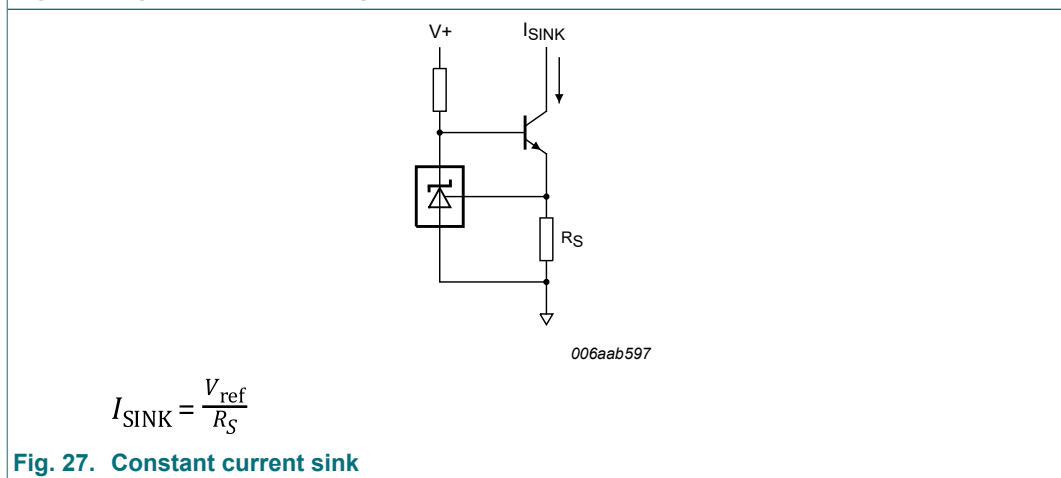 V+
ISINK
RS
006aab597
ISINK = Vref / RS
Fig. 27. Constant current sink